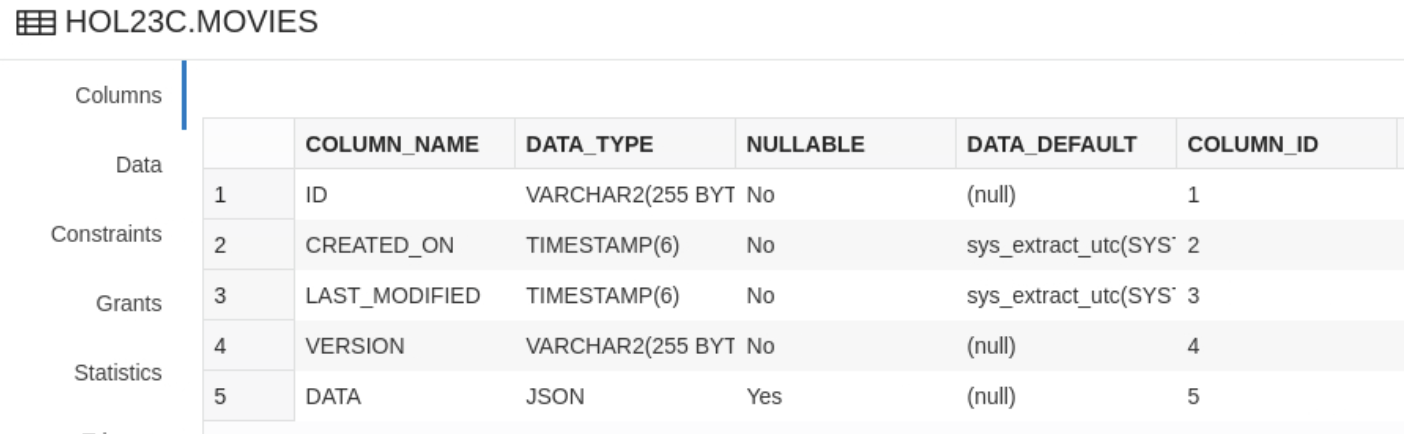 HOL23C.MOVIES
Columns
Data
Constraints
Grants
Statistics
COLUMN_NAME DATA_TYPE NULLABLE DATA_DEFAULT COLUMN_ID
1 ID VARCHAR2(255 BYT No (null) 1
2 CREATED_ON TIMESTAMP(6) No sys_extract_utc(SYST 2
3 LAST_MODIFIED TIMESTAMP(6) No sys_extract_utc(SYST 3
4 VERSION VARCHAR2(255 BYT No (null) 4
5 DATA JSON Yes (null) 5